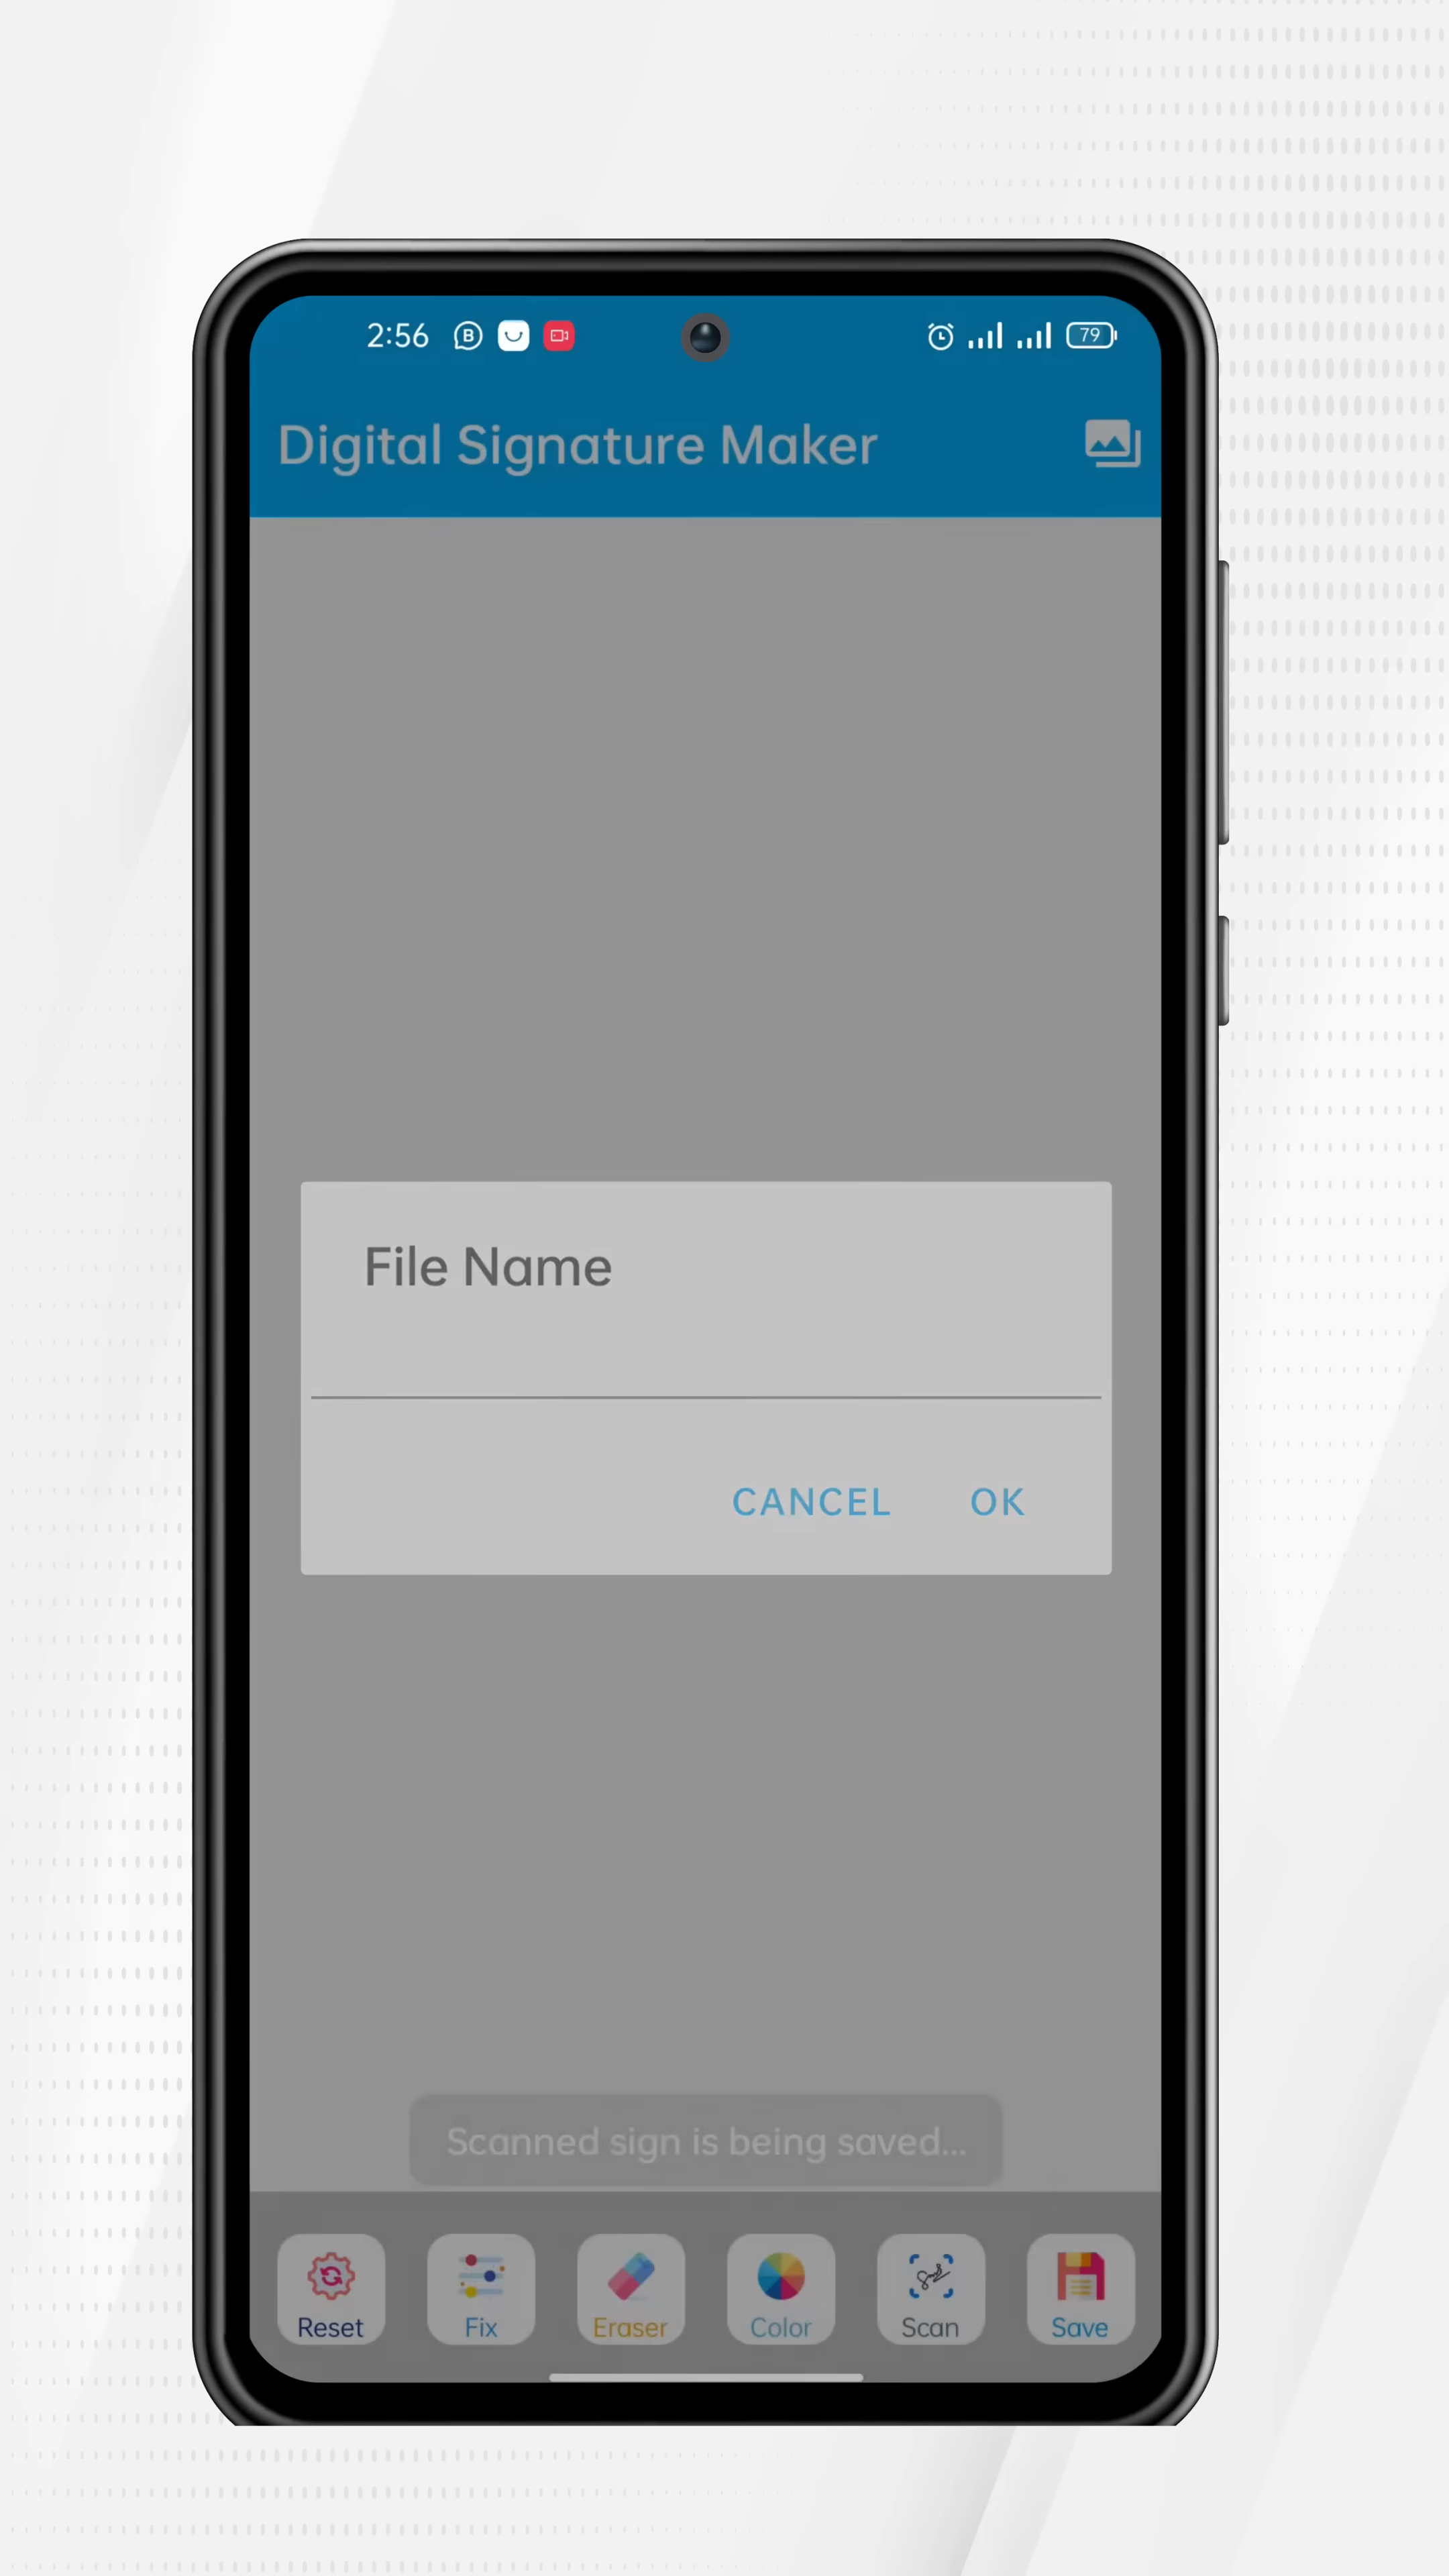 2:56 B 79
Digital Signature Maker
File Name
CANCEL OK
Scanned sign is being saved...
Reset Fix Eraser Color Scan Save